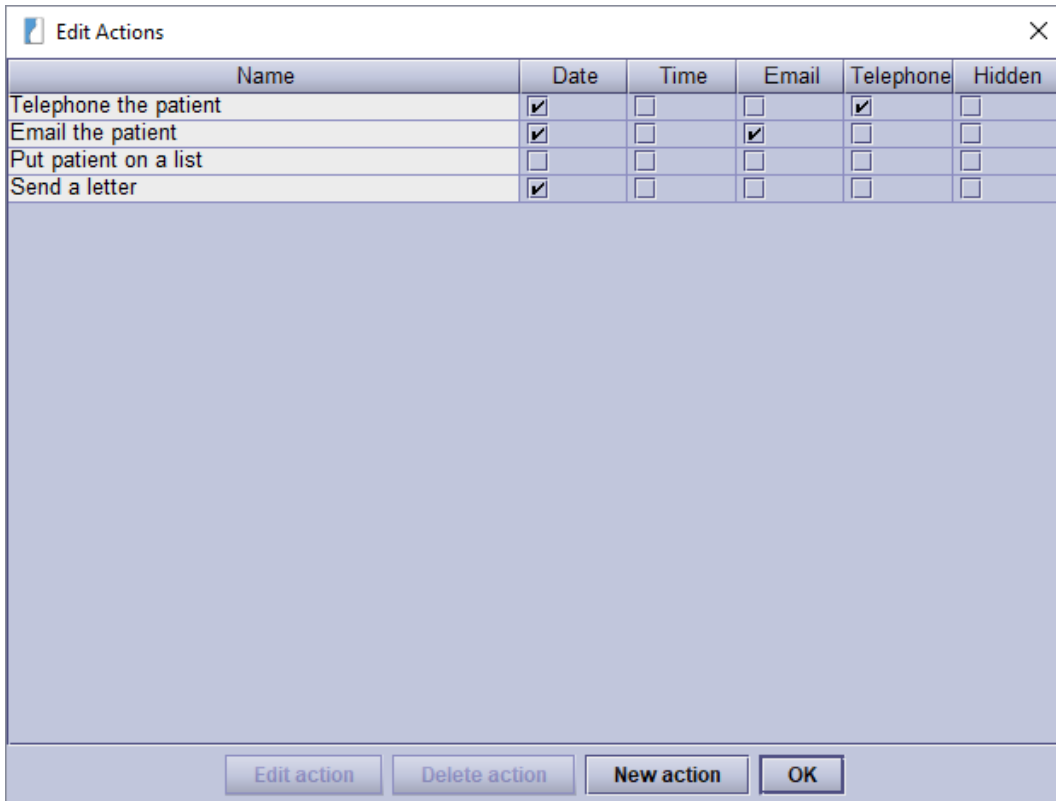 Edit Actions
Name Date Time Email Telephone Hidden
Telephone the patient
Email the patient
Put patient on a list
Send a letter
Edit action Delete action New action OK